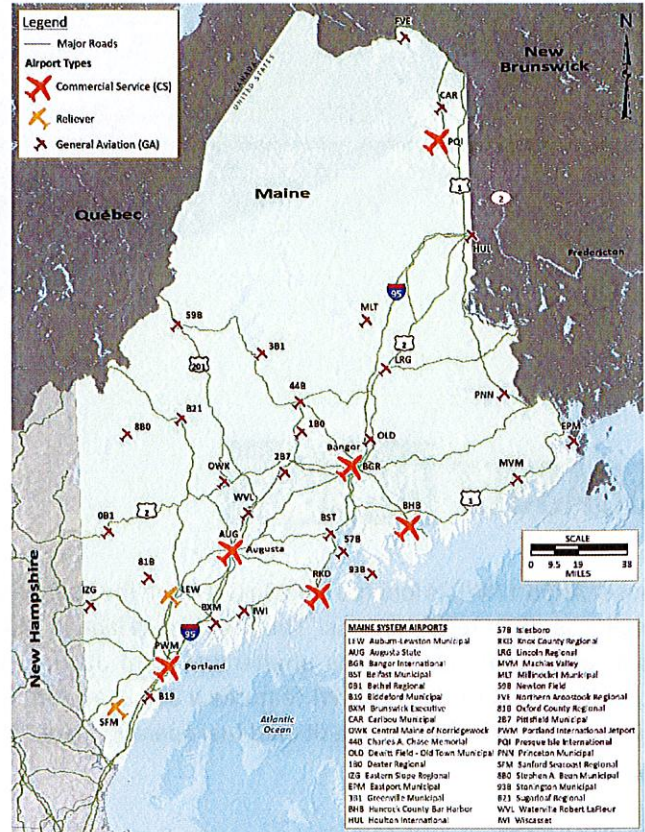 Legend
Major Roads
Airport Types
Commercial Service (CS)
Reliever
General Aviation (GA)
N
New
Brunswick
CANADA
UNITED STATES
FVE
CAR
PQI
1
2
Maine
Québec
HUL
Fredericton
95
MLT
59B
3B1
2
LRG
201
44B
PNN
B21
8B0
1B0
OLD
EPM
Bangor
BGR
2B7
OWK
MVM
WVL
BHB
1
2
0B1
BST
AUG
Augusta
57B
SCALE
0 9.5 19 38
MILES
81B
93B
LEW
RKD
IZG
BXM
IWI
New Hampshire
95
PWM
Portland
B19
SFM
Atlantic
Ocean
MAINE SYSTEM AIRPORTS
LEW Auburn-Lewiston Municipal
AUG Augusta State
BGR Bangor International
BST Belfast Municipal
0B1 Bethel Regional
B19 Biddeford Municipal
BXM Brunswick Executive
CAR Caribou Municipal
OWK Central Maine of Norridgewock
44B Charles A. Chase Memorial
OLD Dewitt Field - Old Town Municipal
1B0 Dexter Regional
IZG Eastern Slope Regional
EPM Eastport Municipal
3B1 Greenville Municipal
BHB Hancock County Bar Harbor
HUL Houlton International
57B Islesboro
RKD Knox County Regional
LRG Lincoln Regional
MVM Machias Valley
MLT Millinocket Municipal
59B Newton Field
FVE Northern Aroostook Regional
81B Oxford County Regional
2B7 Pittsfield Municipal
PWM Portland International Jetport
PQI Presque Isle International
PNN Princeton Municipal
SFM Sanford Seacoast Regional
8B0 Stephen A. Bean Municipal
93B Stonington Municipal
B21 Sugarloaf Regional
WVL Waterville Robert LaFleur
IWI Wiscasset